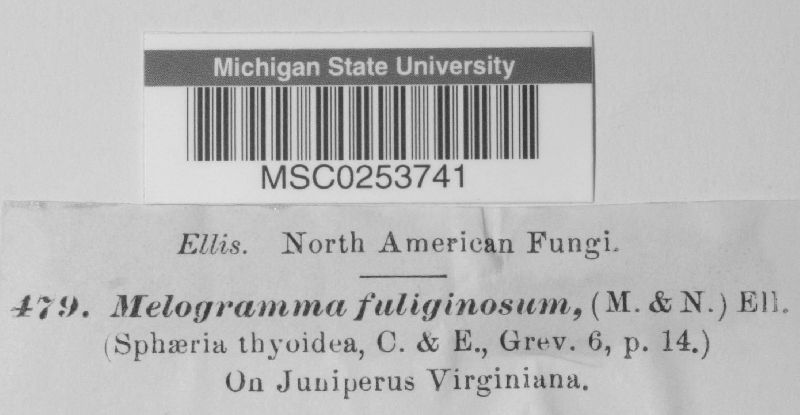 Michigan State University
MSC0253741
Ellis. North American Fungi.
479. Melogramma fuliginosum, (M. & N.) Ell.
(Sphæria thyoidea, C. & E., Grev. 6, p. 14.)
On Juniperus Virginiana.